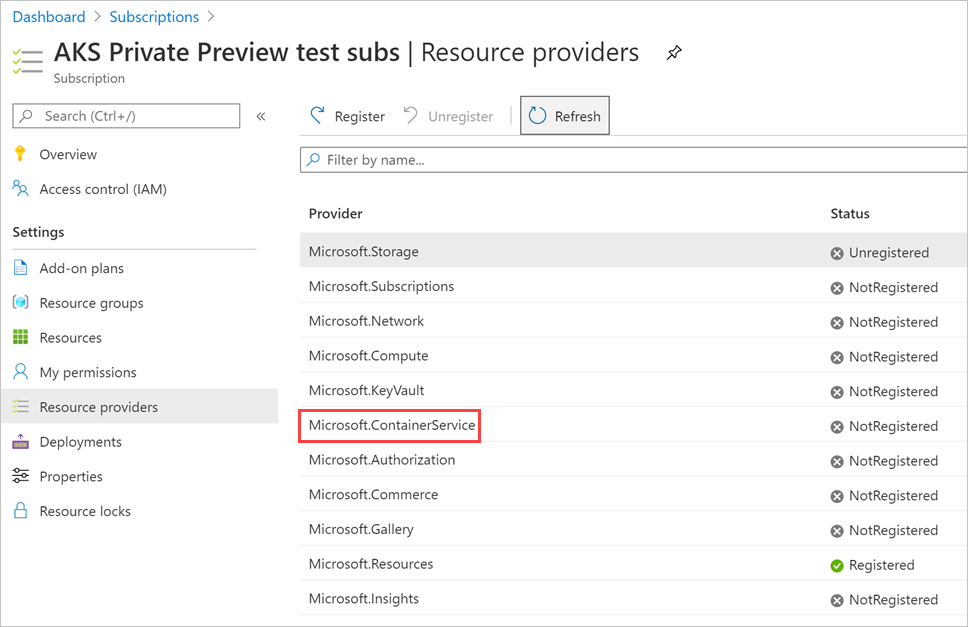 Dashboard > Subscriptions >
AKS Private Preview test subs | Resource providers
Subscription
Search (Ctrl+/)
«
Register
Unregister
Refresh
Overview
Access control (IAM)
Settings
Add-on plans
Resource groups
Resources
My permissions
Resource providers
Deployments
Properties
Resource locks
Filter by name...
Provider Status
Microsoft.Storage Unregistered
Microsoft.Subscriptions NotRegistered
Microsoft.Network NotRegistered
Microsoft.Compute NotRegistered
Microsoft.KeyVault NotRegistered
Microsoft.ContainerService NotRegistered
Microsoft.Authorization NotRegistered
Microsoft.Commerce NotRegistered
Microsoft.Gallery NotRegistered
Microsoft.Resources Registered
Microsoft.Insights NotRegistered